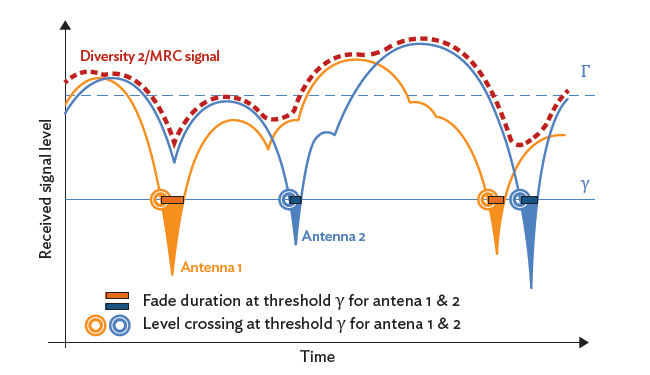 Diversity 2/MRC signal
Γ
Received signal level
γ
Antenna 2
Antenna 1
Fade duration at threshold γ for antena 1 & 2
Level crossing at threshold γ for antena 1 & 2
Time